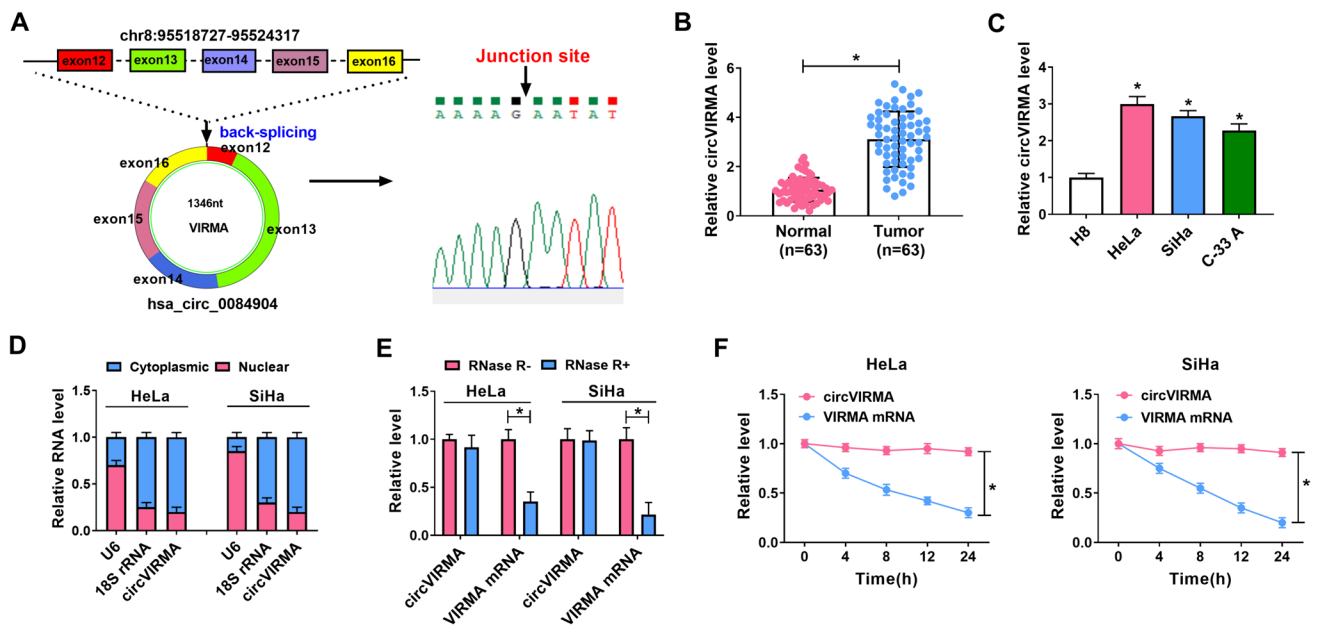 A
chr8:95518727-95524317
exon12
exon13
exon14
exon15
exon16
back-splicing
exon12
exon16
exon15
exon13
exon14
1346nt
VIRMA
hsa_circ_0084904
Junction site
A A A A G A A T A T
B
Relative circVIRMA level
6
4
2
0
*
Normal
(n=63)
Tumor
(n=63)
C
Relative circVIRMA level
4
3
2
1
0
*
*
*
H8
HeLa
SiHa
C-33 A
D
Cytoplasmic
Nuclear
HeLa
SiHa
Relative RNA level
1.5
1.0
0.5
0.0
U6
18S rRNA
circVIRMA
U6
18S rRNA
circVIRMA
E
RNase R-
RNase R+
HeLa
SiHa
Relative level
1.5
1.0
0.5
0.0
*
*
circVIRMA
VIRMA mRNA
circVIRMA
VIRMA mRNA
F
HeLa
circVIRMA
VIRMA mRNA
Relative level
1.5
1.0
0.5
0.0
*
0 4 8 12 24
Time(h)
SiHa
circVIRMA
VIRMA mRNA
Relative level
1.5
1.0
0.5
0.0
*
0 4 8 12 24
Time(h)